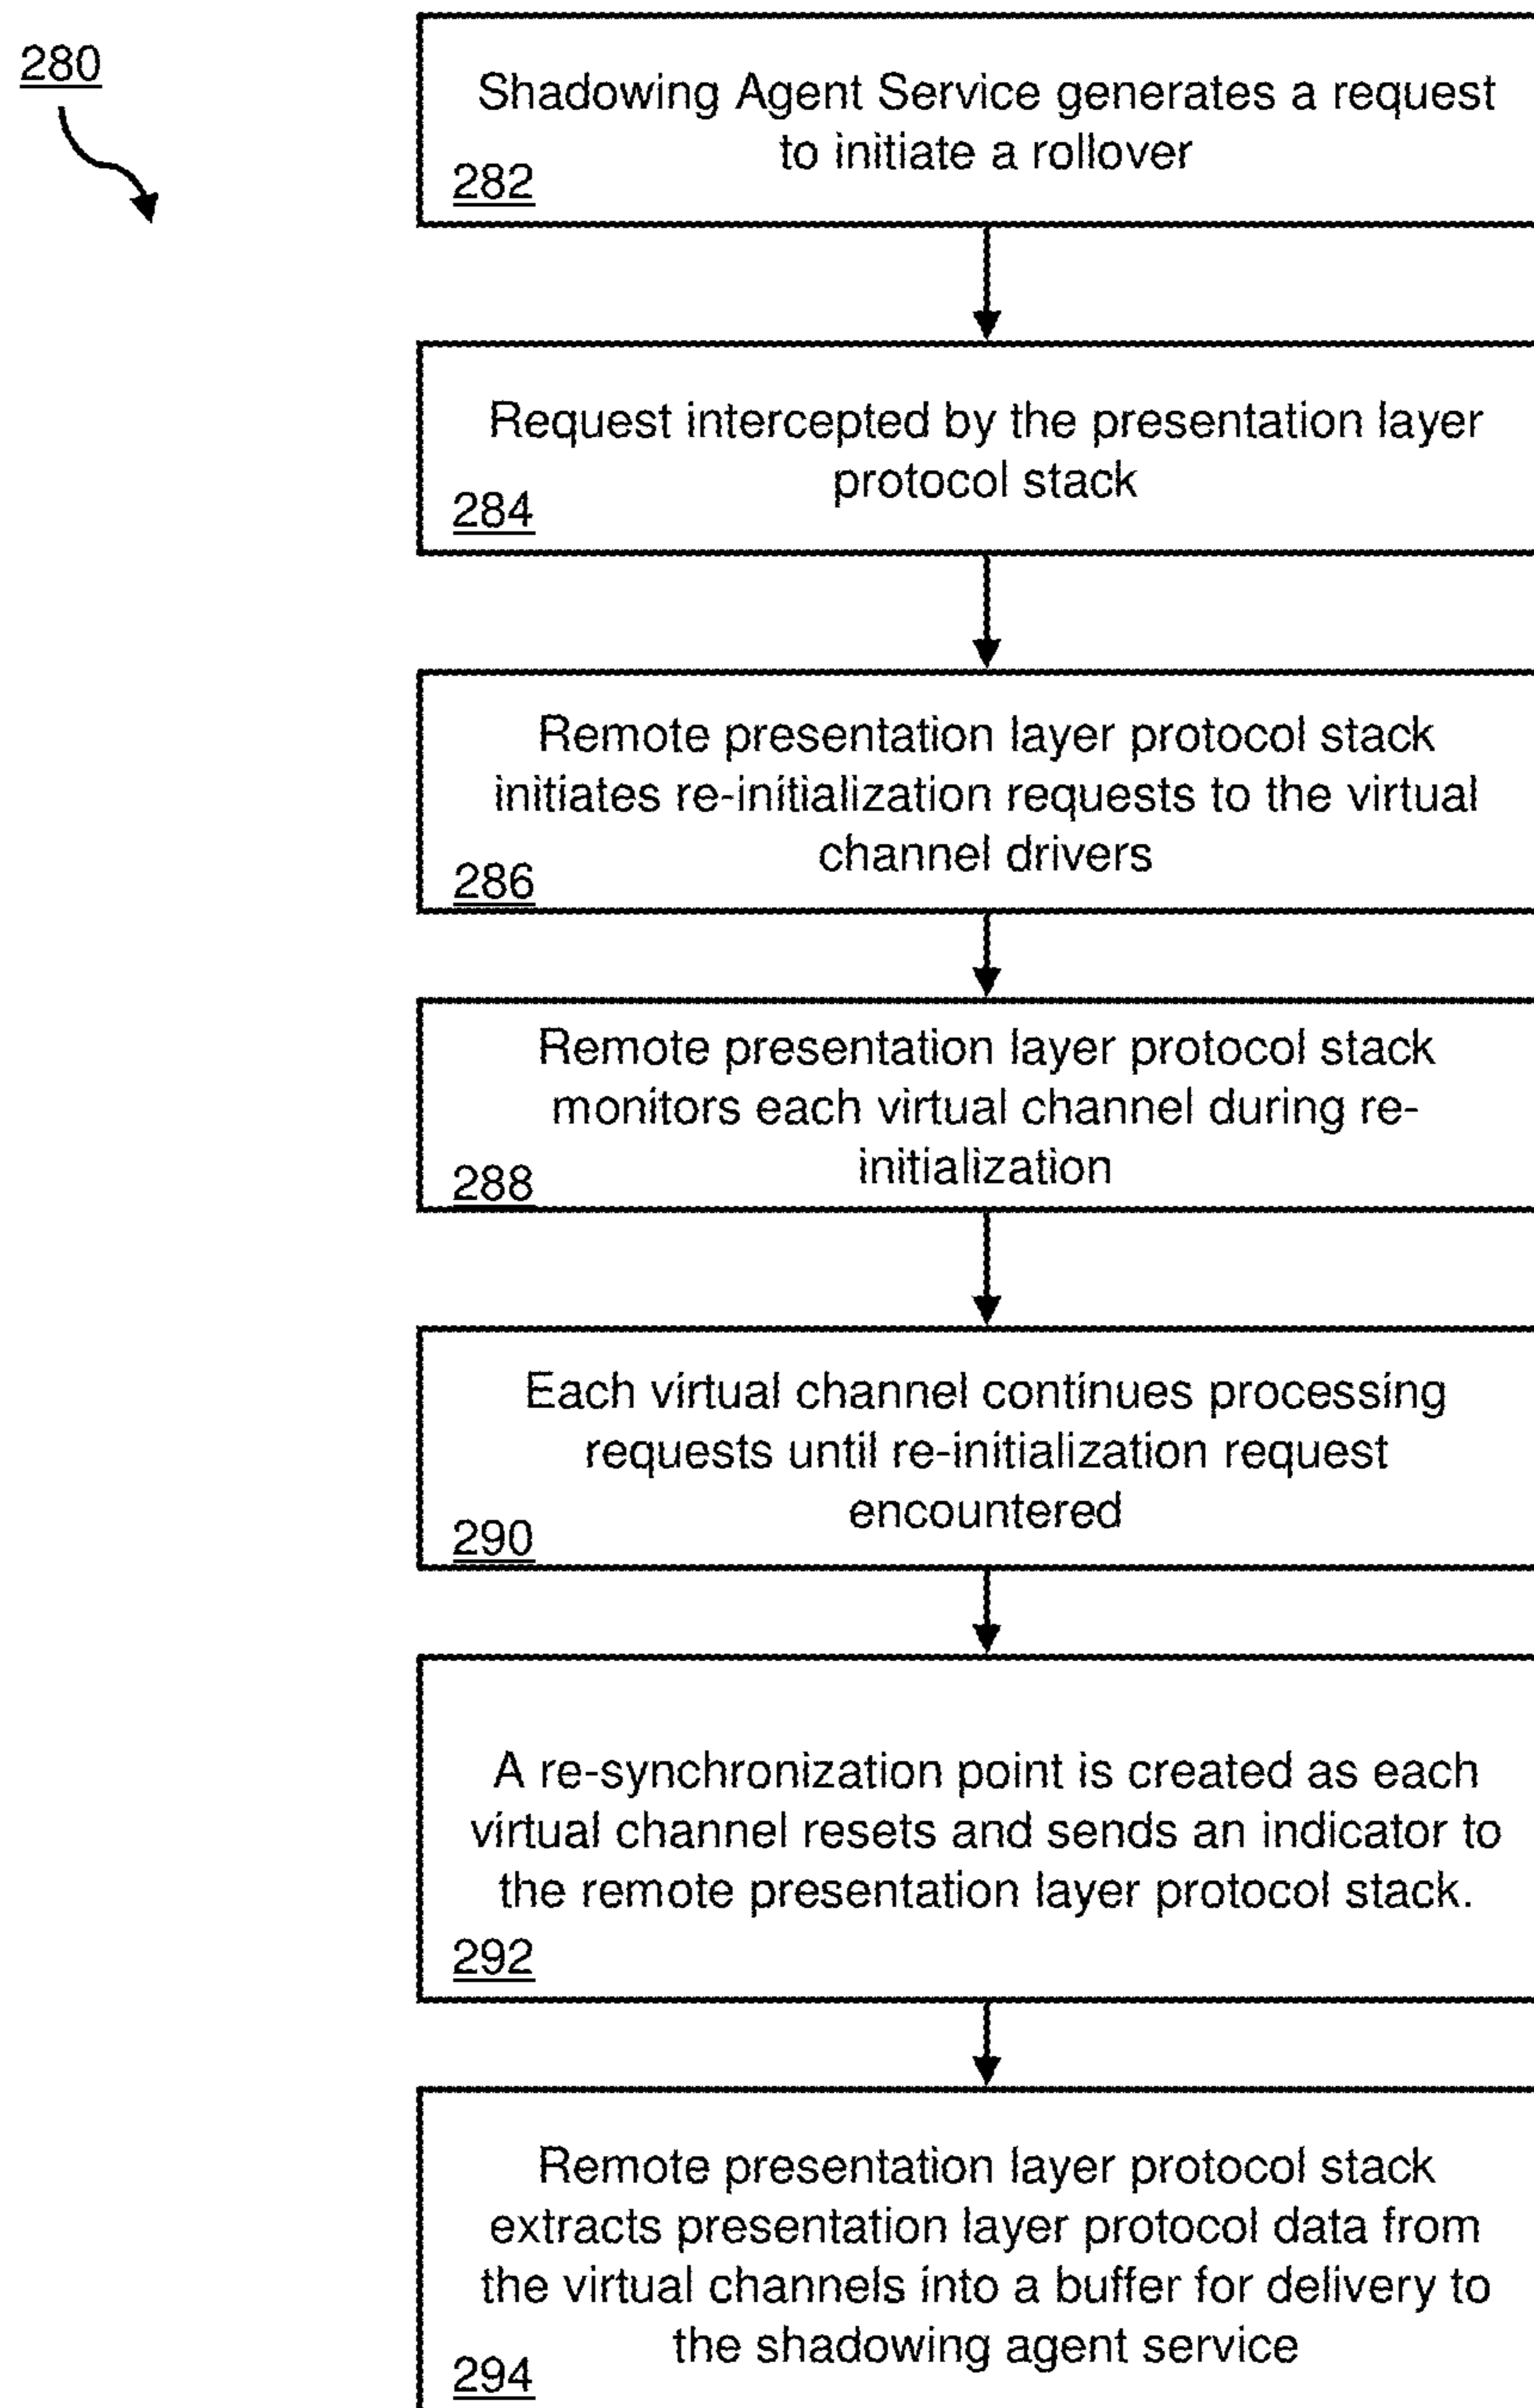 280
Shadowing Agent Service generates a request
to initiate a rollover
282
Request intercepted by the presentation layer
protocol stack
284
Remote presentation layer protocol stack
initiates re-initialization requests to the virtual
channel drivers
286
Remote presentation layer protocol stack
monitors each virtual channel during re-
initialization
288
Each virtual channel continues processing
requests until re-initialization request
encountered
290
A re-synchronization point is created as each
virtual channel resets and sends an indicator to
the remote presentation layer protocol stack.
292
Remote presentation layer protocol stack
extracts presentation layer protocol data from
the virtual channels into a buffer for delivery to
the shadowing agent service
294